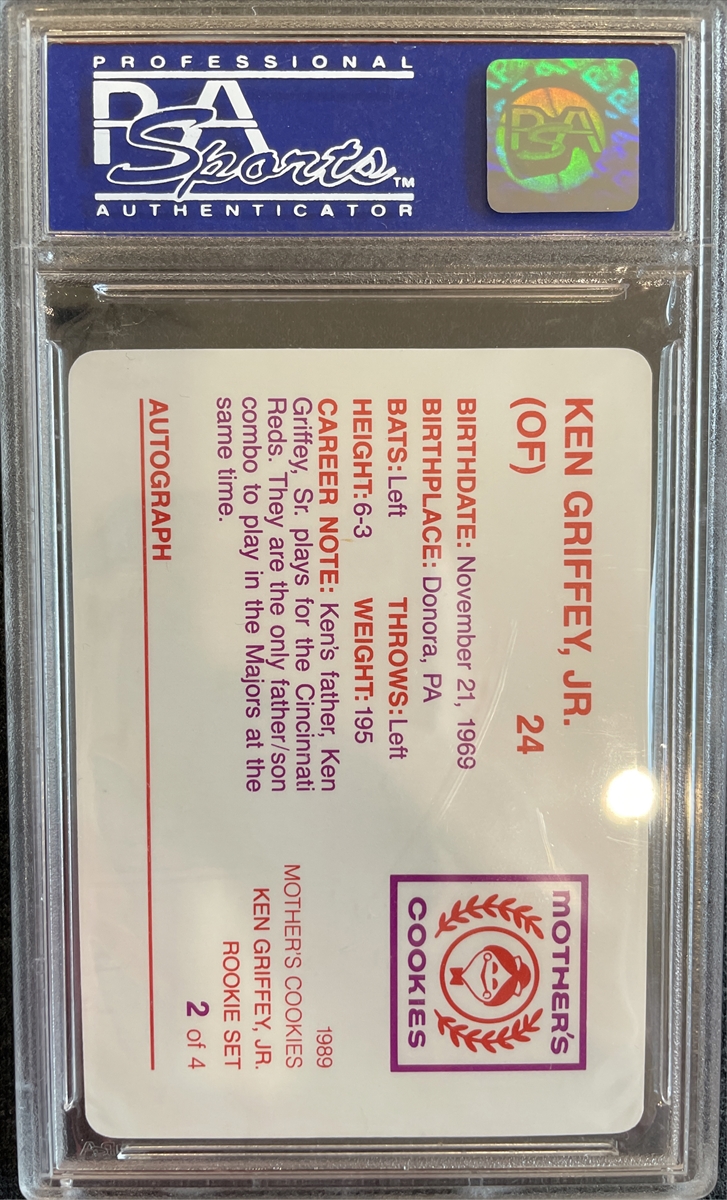 PROFESSIONAL
PSA
Sports™
AUTHENTICATOR
PSA
KEN GRIFFEY, JR.
(OF) 24
BIRTHDATE: November 21, 1969
BIRTHPLACE: Donora, PA
BATS: Left THROWS: Left
HEIGHT: 6-3 WEIGHT: 195
CAREER NOTE: Ken's father, Ken
Griffey, Sr. plays for the Cincinnati
Reds. They are the only father/son
combo to play in the Majors at the
same time.
AUTOGRAPH
MOTHER'S
COOKIES
1989
MOTHER'S COOKIES
KEN GRIFFEY, JR.
ROOKIE SET
2 of 4